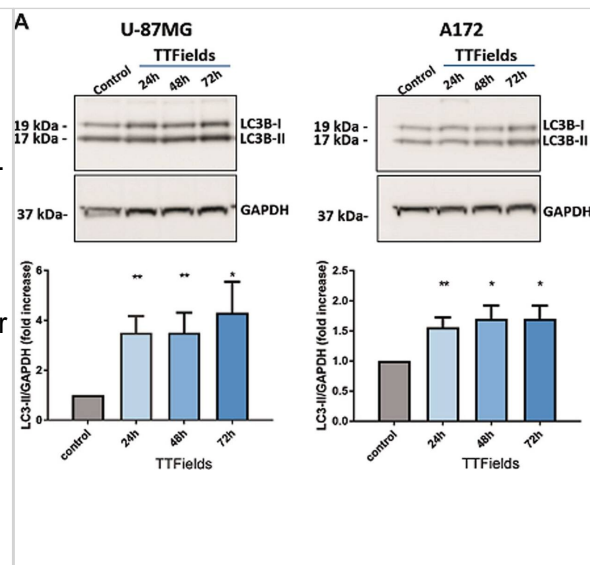 A
U-87MG
TTFields
Control 24h 48h 72h
19 kDa - LC3B-I
17 kDa - LC3B-II
37 kDa- GAPDH
LC3-II/GAPDH (fold increase)
6
4
2
0
** ** *
control 24h 48h 72h
TTFields
A172
TTFields
Control 24h 48h 72h
19 kDa - LC3B-I
17 kDa - LC3B-II
37 kDa- GAPDH
LC3-II/GAPDH (fold increase)
2.5
2.0
1.5
1.0
0.5
0.0
** * *
control 24h 48h 72h
TTFields